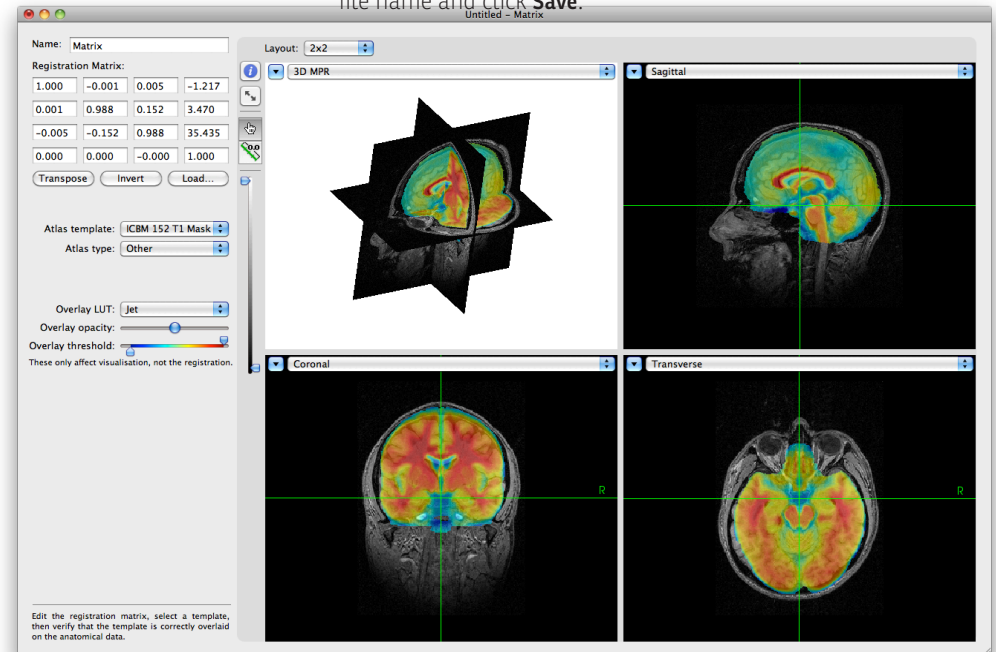 file name and click Save.
Untitled – Matrix
Name: Matrix
Registration Matrix:
1.000 -0.001 0.005 -1.217
0.001 0.988 0.152 3.470
-0.005 -0.152 0.988 35.435
0.000 0.000 -0.000 1.000
Transpose Invert Load...
Atlas template: ICBM 152 T1 Mask
Atlas type: Other
Overlay LUT: Jet
Overlay opacity:
Overlay threshold:
These only affect visualisation, not the registration.
Edit the registration matrix, select a template,
then verify that the template is correctly overlaid
on the anatomical data.
Layout: 2x2
3D MPR
Sagittal
0.0
Coronal
R
Transverse
R